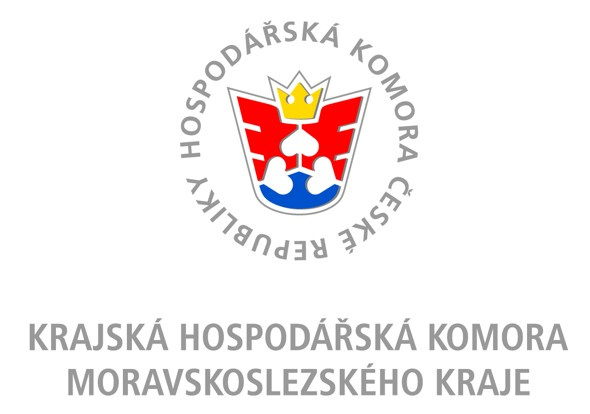 HOSPODÁŘSKÁ KOMORA ČESKÉ REPUBLIKY
KRAJSKÁ HOSPODÁŘSKÁ KOMORA
MORAVSKOSLEZSKÉHO KRAJE